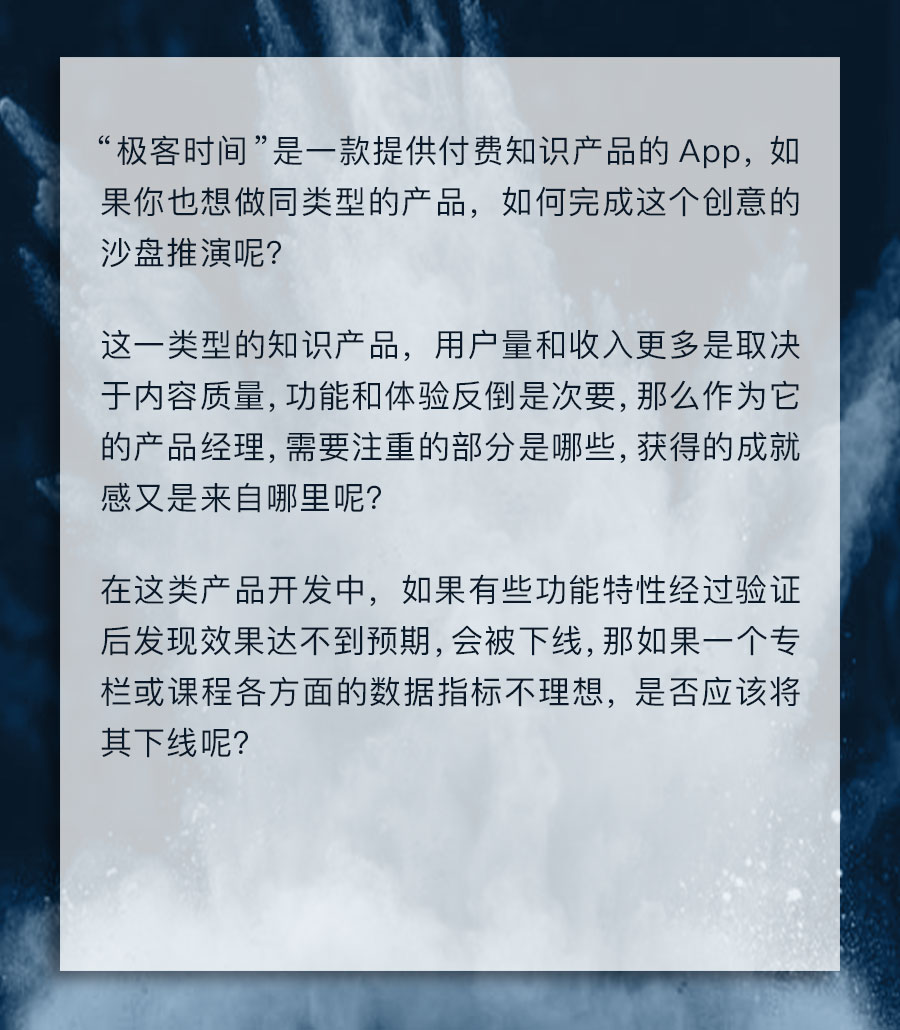 “极客时间”是一款提供付费知识产品的 App，如
果你也想做同类型的产品，如何完成这个创意的
沙盘推演呢？
这一类型的知识产品，用户量和收入更多是取决
于内容质量，功能和体验反倒是次要，那么作为它
的产品经理，需要注重的部分是哪些，获得的成就
感又是来自哪里呢？
在这类产品开发中，如果有些功能特性经过验证
后发现效果达不到预期，会被下线，那如果一个专
栏或课程各方面的数据指标不理想，是否应该将
其下线呢？